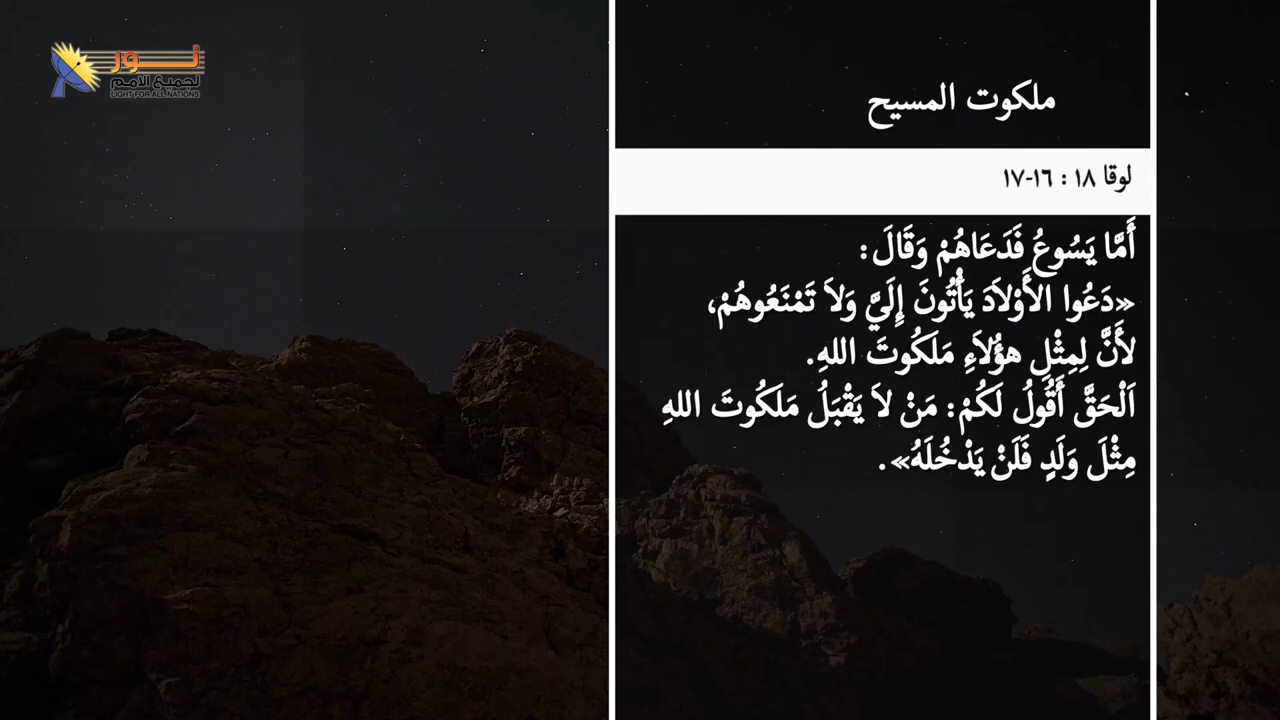 نور
لجميع الأمم
LIGHT FOR ALL NATIONS
ملكوت المسيح
لوقا ١٨ : ١٦-١٧
أَمَّا يَسُوعُ فَدَعَاهُمْ وَقَالَ:
«دَعُوا الأَوْلاَدَ يَأْتُونَ إِلَيَّ وَلاَ تَمْنَعُوهُمْ،
لأَنَّ لِمِثْلِ هؤُلاَءِ مَلَكُوتَ اللهِ.
اَلْحَقَّ أَقُولُ لَكُمْ: مَنْ لاَ يَقْبَلُ مَلَكُوتَ اللهِ
مِثْلَ وَلَدٍ فَلَنْ يَدْخُلَهُ».